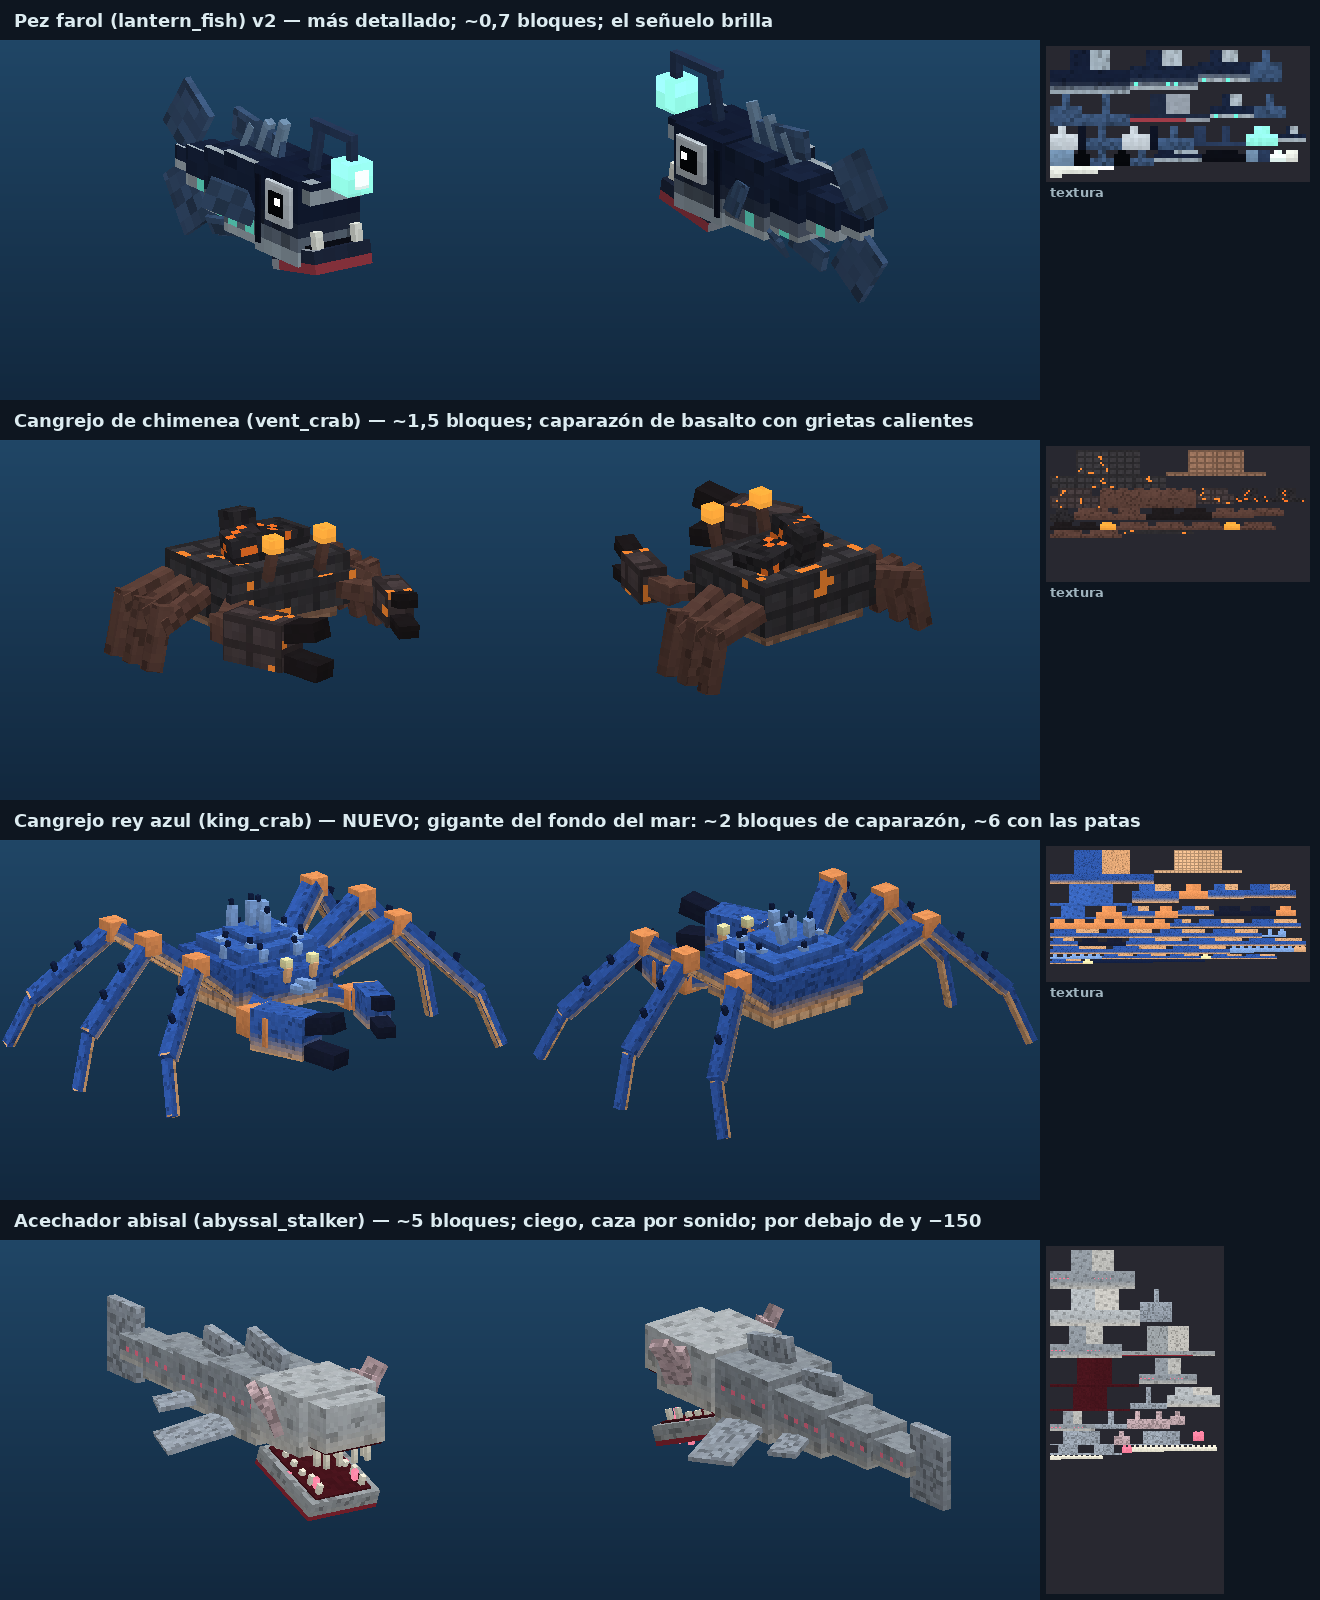 Pez farol (lantern_fish) v2 — más detallado; ~0,7 bloques; el señuelo brilla
textura
Cangrejo de chimenea (vent_crab) — ~1,5 bloques; caparazón de basalto con grietas calientes
textura
Cangrejo rey azul (king_crab) — NUEVO; gigante del fondo del mar: ~2 bloques de caparazón, ~6 con las patas
textura
Acechador abisal (abyssal_stalker) — ~5 bloques; ciego, caza por sonido; por debajo de y −150